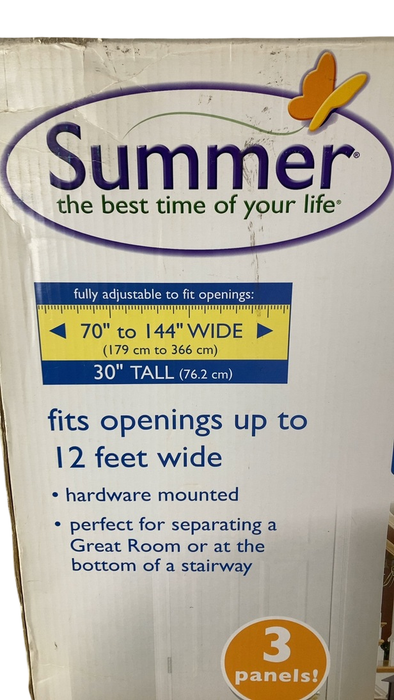 Summer®
the best time of your life®
fully adjustable to fit openings:
◀ 70" to 144" WIDE ▶
(179 cm to 366 cm)
30" TALL (76.2 cm)
fits openings up to
12 feet wide
• hardware mounted
• perfect for separating a
Great Room or at the
bottom of a stairway
3
panels!